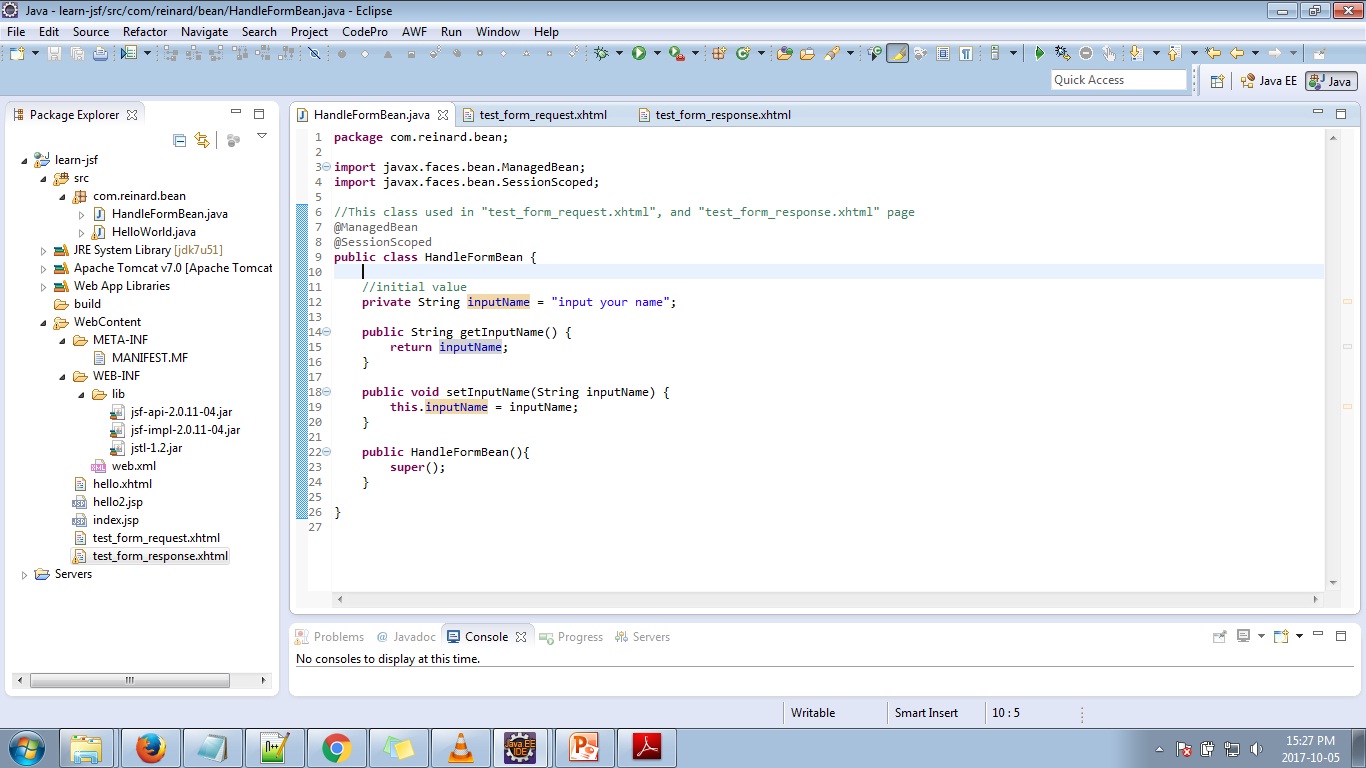 Java - learn-jsf/src/com/reinard/bean/HandleFormBean.java - Eclipse
File Edit Source Refactor Navigate Search Project CodePro AWF Run Window Help
Quick Access
Java EE
Java
Package Explorer
learn-jsf
src
com.reinard.bean
HandleFormBean.java
HelloWorld.java
JRE System Library [jdk7u51]
Apache Tomcat v7.0 [Apache Tomcat
Web App Libraries
build
WebContent
META-INF
MANIFEST.MF
WEB-INF
lib
jsf-api-2.0.11-04.jar
jsf-impl-2.0.11-04.jar
jstl-1.2.jar
web.xml
hello.xhtml
hello2.jsp
index.jsp
test_form_request.xhtml
test_form_response.xhtml
Servers
HandleFormBean.java test_form_request.xhtml test_form_response.xhtml
1 package com.reinard.bean;
2
3 import javax.faces.bean.ManagedBean;
4 import javax.faces.bean.SessionScoped;
5
6 //This class used in "test_form_request.xhtml", and "test_form_response.xhtml" page
7 @ManagedBean
8 @SessionScoped
9 public class HandleFormBean {
10
11 //initial value
12 private String inputName = "input your name";
13
14 public String getInputName() {
15 return inputName;
16 }
17
18 public void setInputName(String inputName) {
19 this.inputName = inputName;
20 }
21
22 public HandleFormBean(){
23 super();
24 }
25
26 }
27
Problems @ Javadoc Console Progress Servers
No consoles to display at this time.
Writable Smart Insert 10 : 5
Java EE
IDE
15:27 PM
2017-10-05